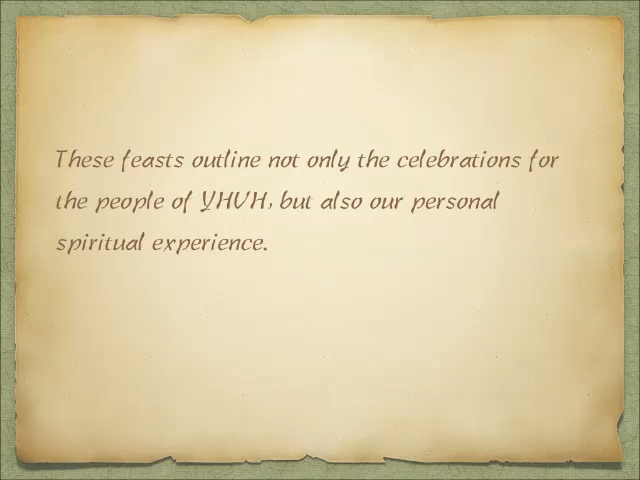 These feasts outline not only the celebrations for
the people of YHVH, but also our personal
spiritual experience.